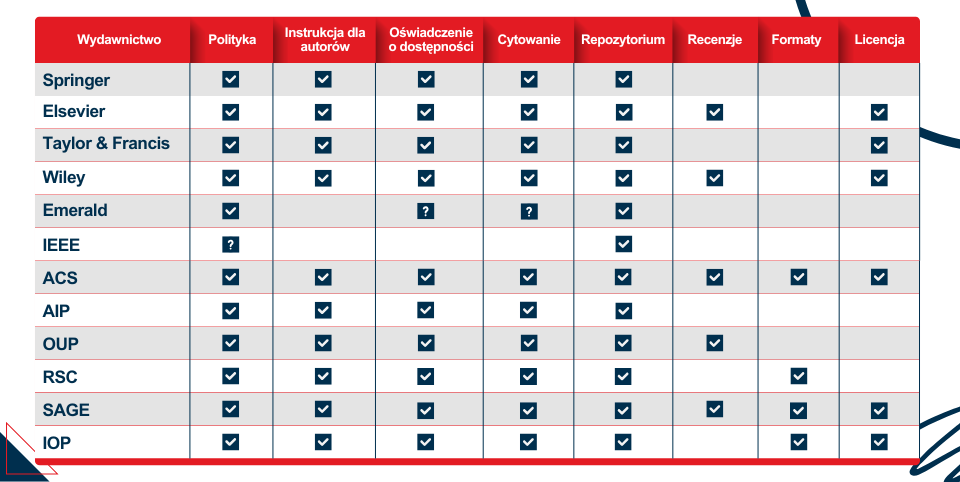 Wydawnictwo Polityka Instrukcja dla autorów Oświadczenie o dostępności Cytowanie Repozytorium Recenzje Formaty Licencja
Springer
Elsevier
Taylor & Francis
Wiley
Emerald ? ?
IEEE ?
ACS
AIP
OUP
RSC
SAGE
IOP